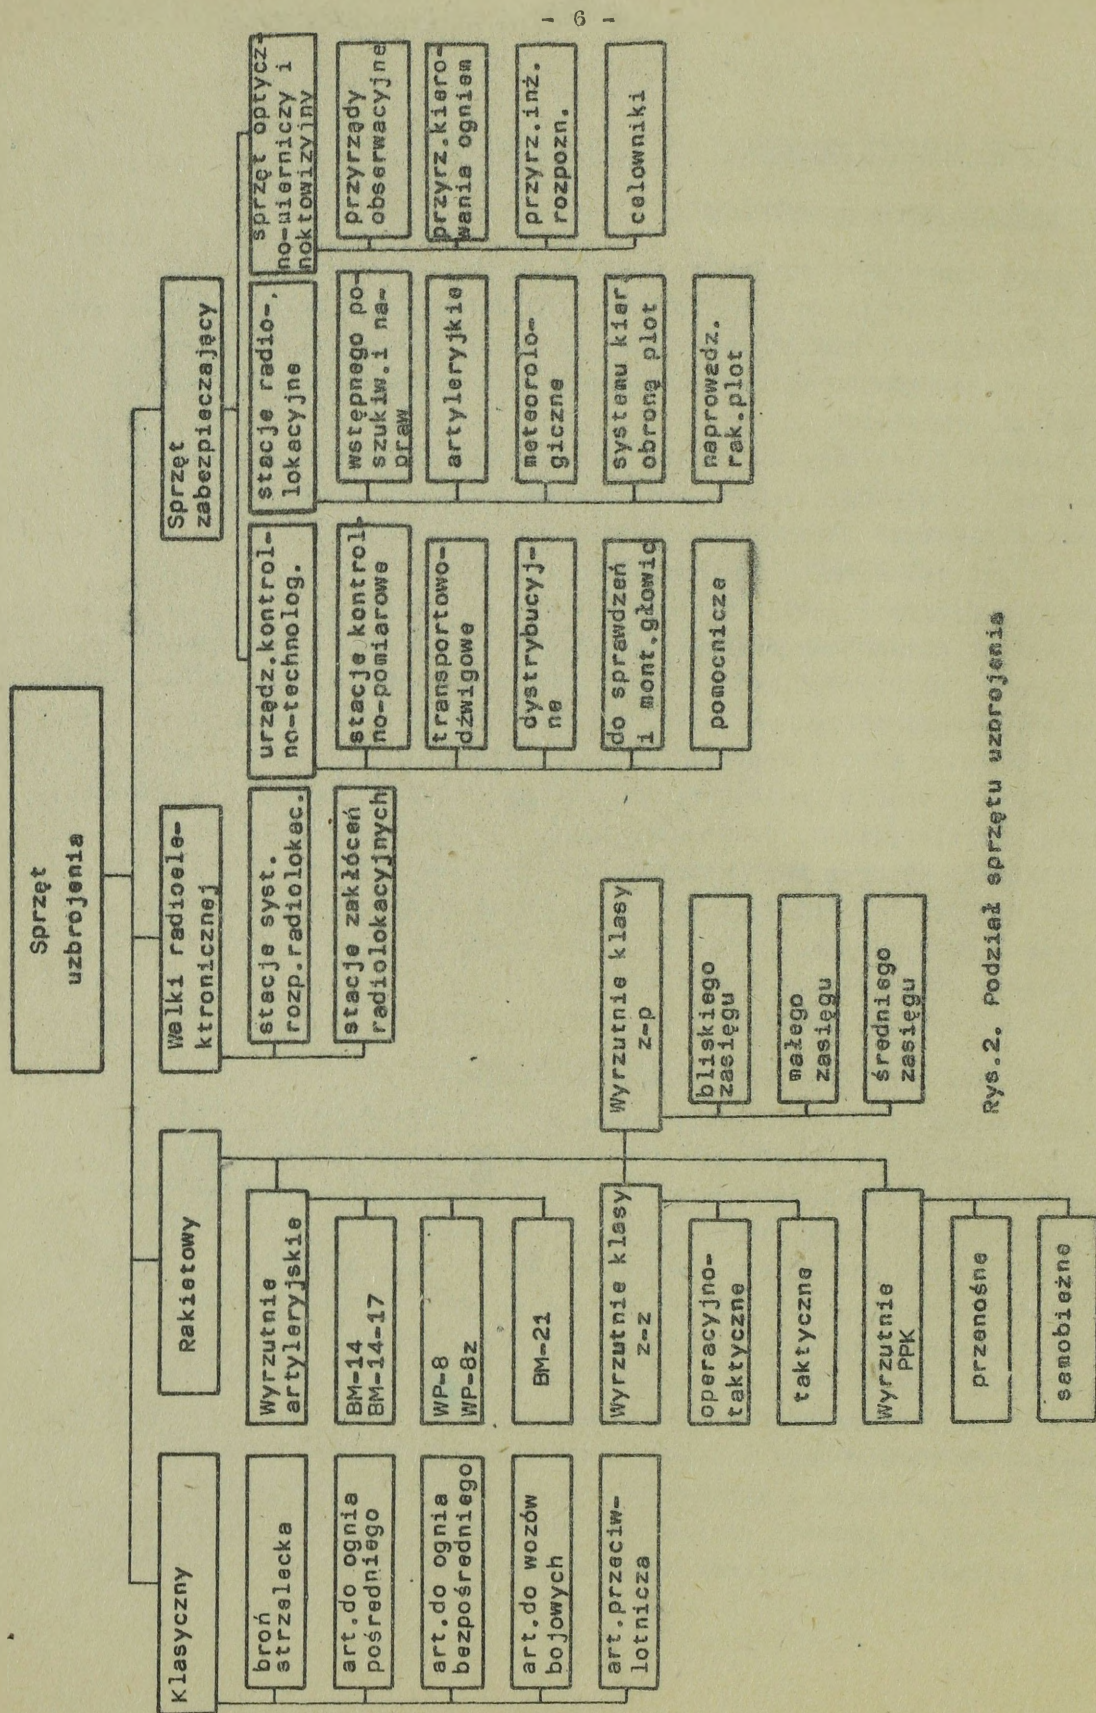 - 6 -
Sprzęt
uzbrojenia
Klasyczny
broń
strzelecka
art.do ognia
pośredniego
art.do ognia
bezpośredniego
art.do wozów
bojowych
art.przeciw-
lotnicza
Rakietowy
Wyrzutnie
artyleryjskie
BM-14
BM-14-17
WP-8
WP-8z
BM-21
Wyrzutnie klasy
z-z
operacyjno-
taktyczne
taktyczne
Wyrzutnie
PPK
przenośne
samobieżne
Wyrzutnie klasy
z-p
bliskiego
zasięgu
małego
zasięgu
średniego
zasięgu
Walki radioele-
ktronicznej
stacje syst.
rozp.radiolokac.
stacje zakłóceń
radiolokacyjnych
Sprzęt
zabezpieczający
urządz.kontrol-
no-technolog.
stacje kontrol-
no-pomiarowe
transportowo-
dźwigowe
dystrybucyj-
ne
do sprawdzeń
i mont.głowic
pomocnicze
stacje radio-
lokacyjne
wstępnego po-
szukiw.i na-
praw
artyleryjkie
meteorolo-
giczne
systemu kier
obroną plot
naprowadz.
rak.plot
sprzęt optycz-
no-mierniczy i
noktowizyjny
przyrządy
obserwacyjne
przyrz.kiero-
wania ogniem
przyrz.inż.
rozpozn.
celowniki
Rys.2. Podział sprzętu uzbrojenia